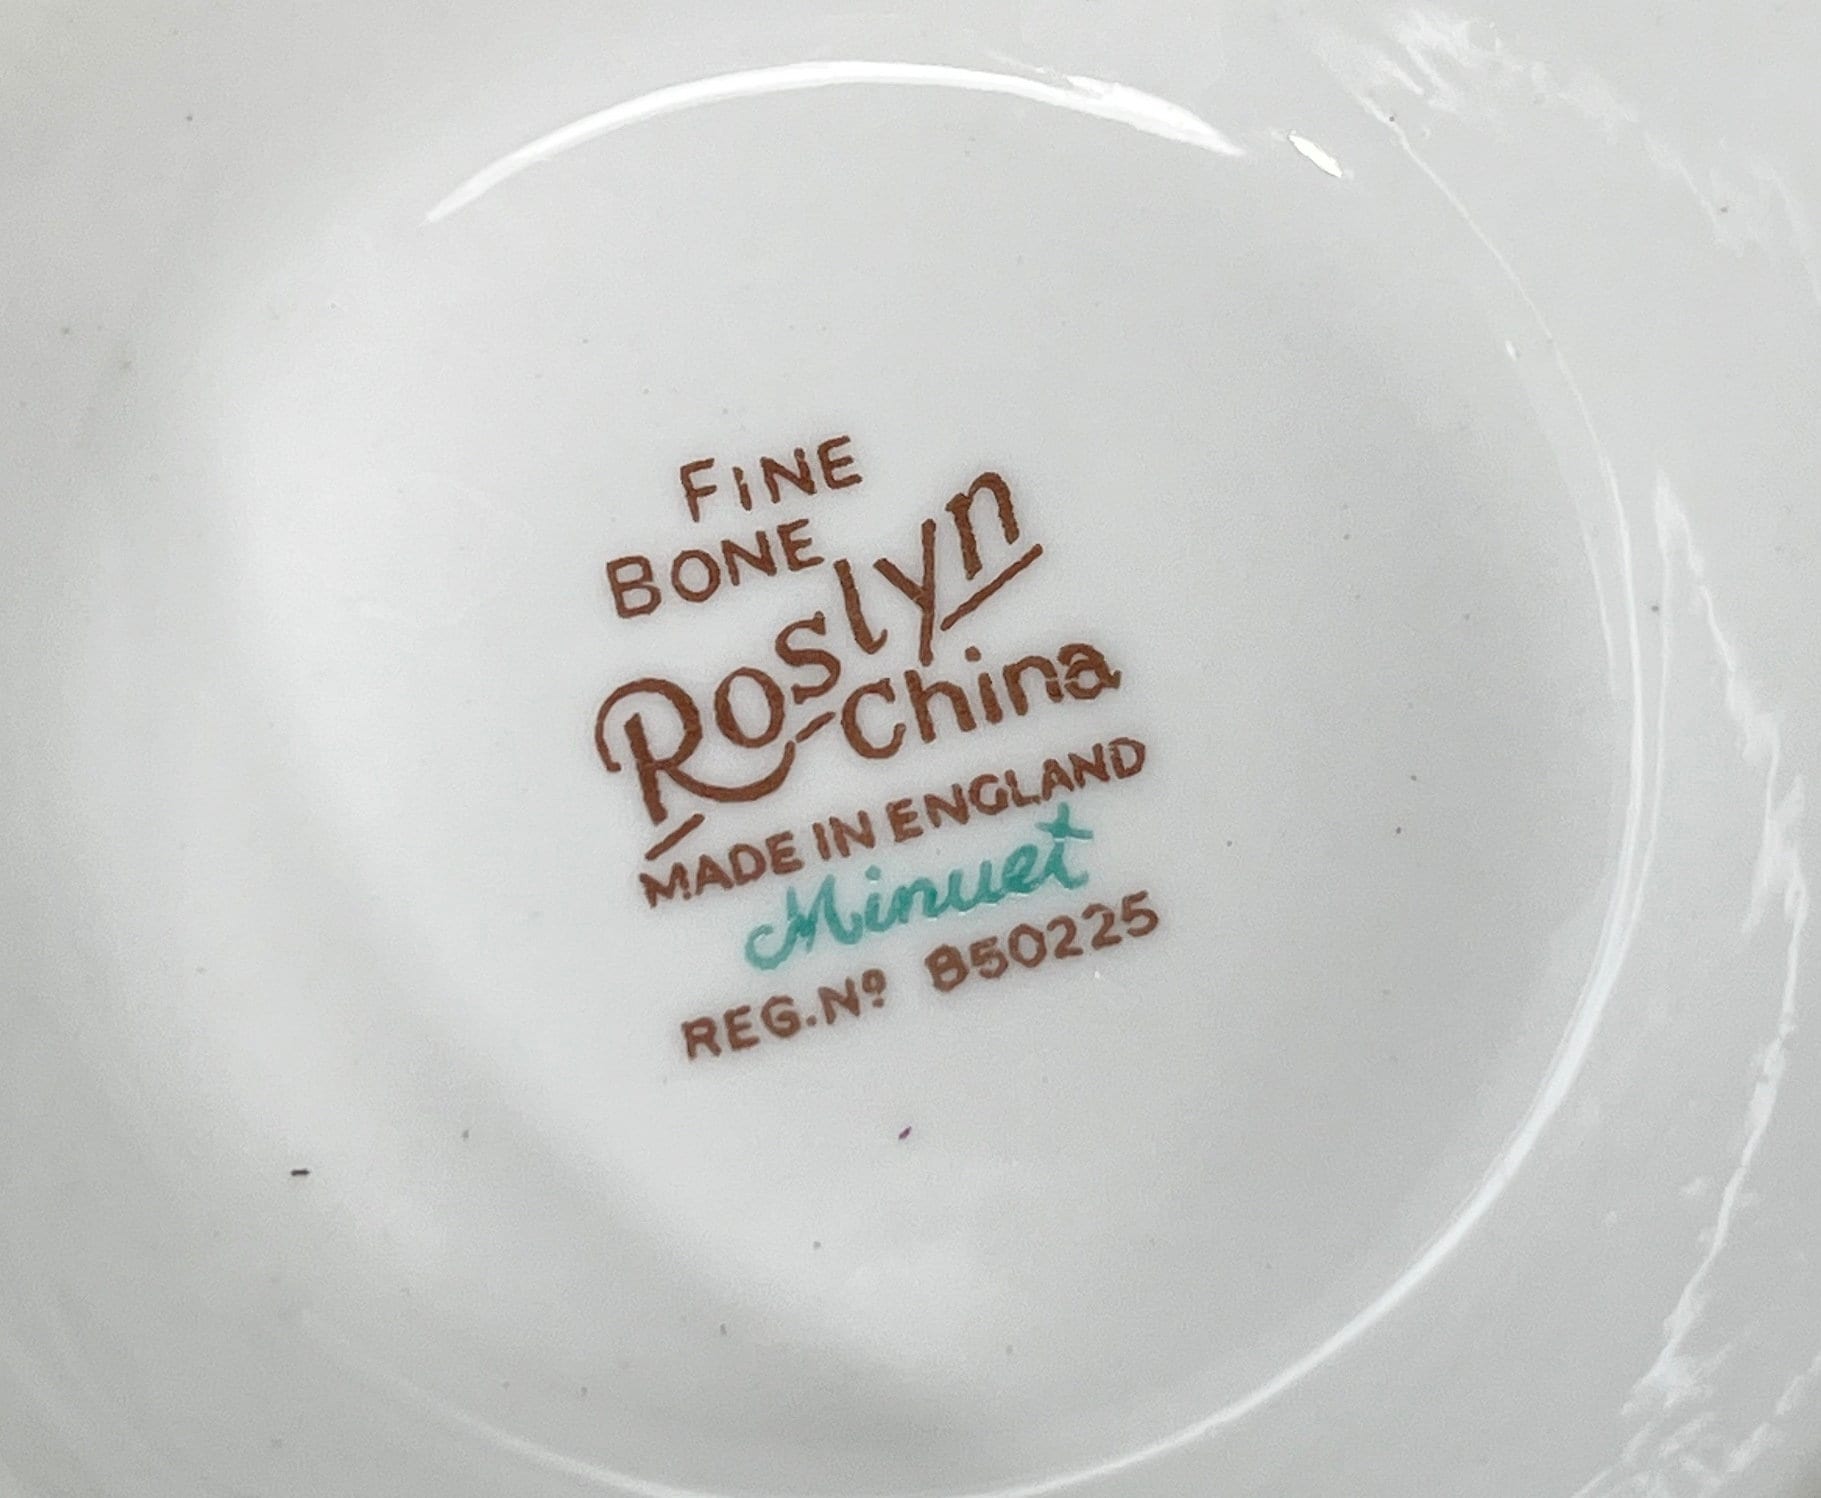 FINE
BONE
Roslyn
China
MADE IN ENGLAND
Minuet
REG. Nº 850225